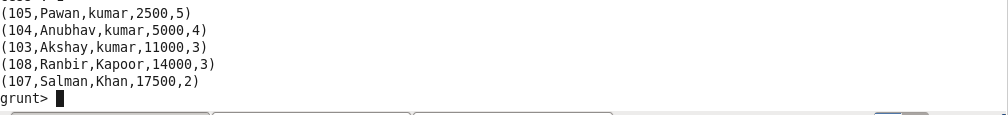 (105,Pawan,kumar,2500,5)
(104,Anubhav,kumar,5000,4)
(103,Akshay,kumar,11000,3)
(108,Ranbir,Kapoor,14000,3)
(107,Salman,Khan,17500,2)
grunt>